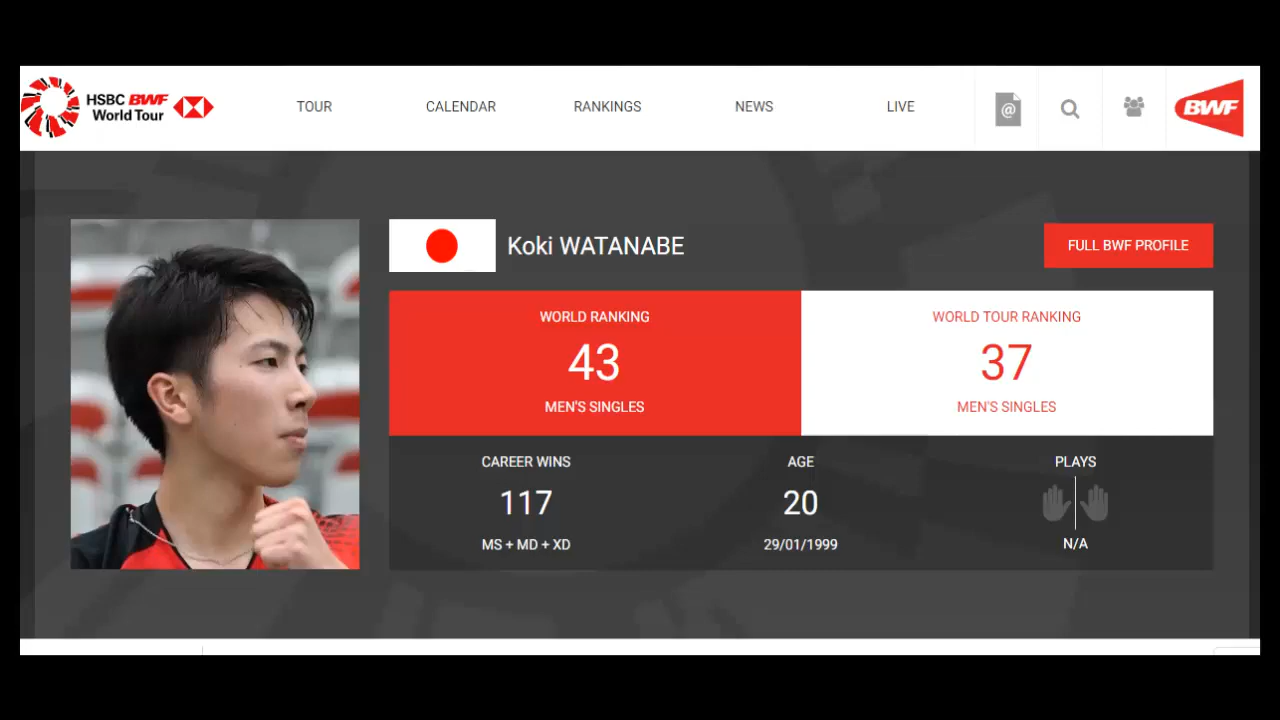 HSBC BWF
World Tour
TOUR
CALENDAR
RANKINGS
NEWS
LIVE
@
BWF
Koki WATANABE
FULL BWF PROFILE
WORLD RANKING
43
MEN'S SINGLES
WORLD TOUR RANKING
37
MEN'S SINGLES
CAREER WINS
117
MS + MD + XD
AGE
20
29/01/1999
PLAYS
N/A